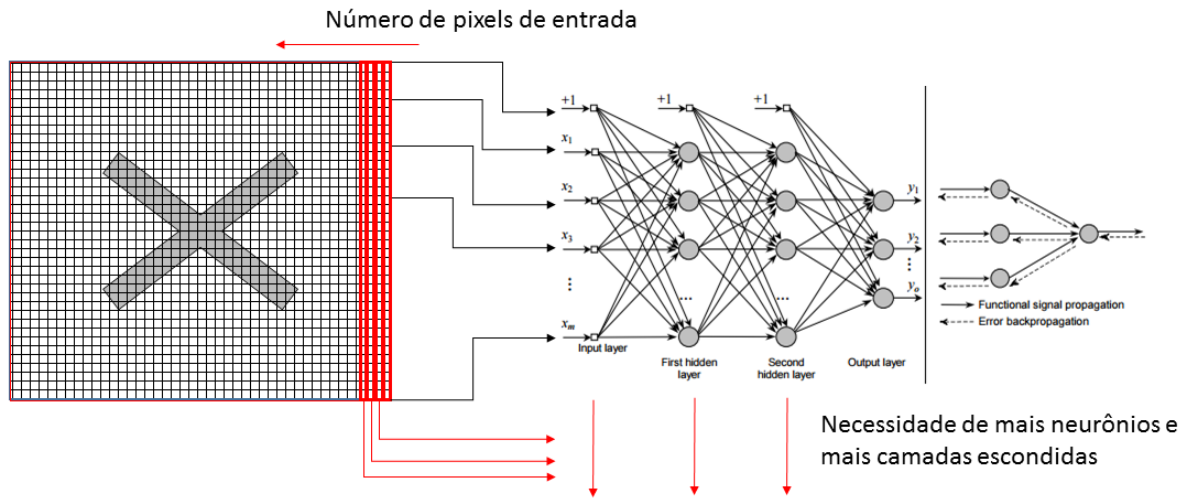 Número de pixels de entrada
+1
+1
+1
x1
x2
x3
⋮
xm
...
...
y1
y2
⋮
yo
Input layer
First hidden
layer
Second
hidden layer
Output layer
Functional signal propagation
Error backpropagation
Necessidade de mais neurônios e
mais camadas escondidas